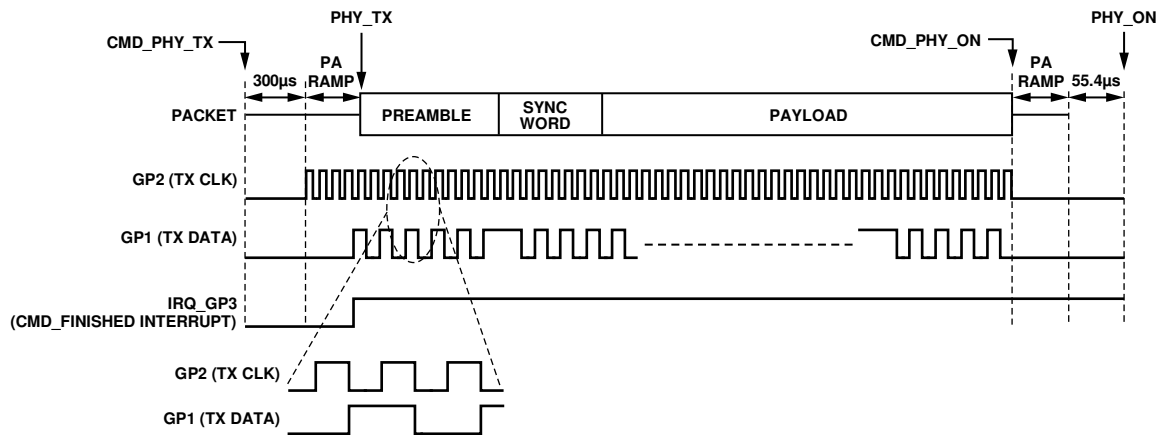 PHY_TX
PHY_ON
CMD_PHY_TX
CMD_PHY_ON
300µs
PA
RAMP
PA
RAMP
55.4µs
PACKET
PREAMBLE
SYNC
WORD
PAYLOAD
GP2 (TX CLK)
GP1 (TX DATA)
IRQ_GP3
(CMD_FINISHED INTERRUPT)
GP2 (TX CLK)
GP1 (TX DATA)